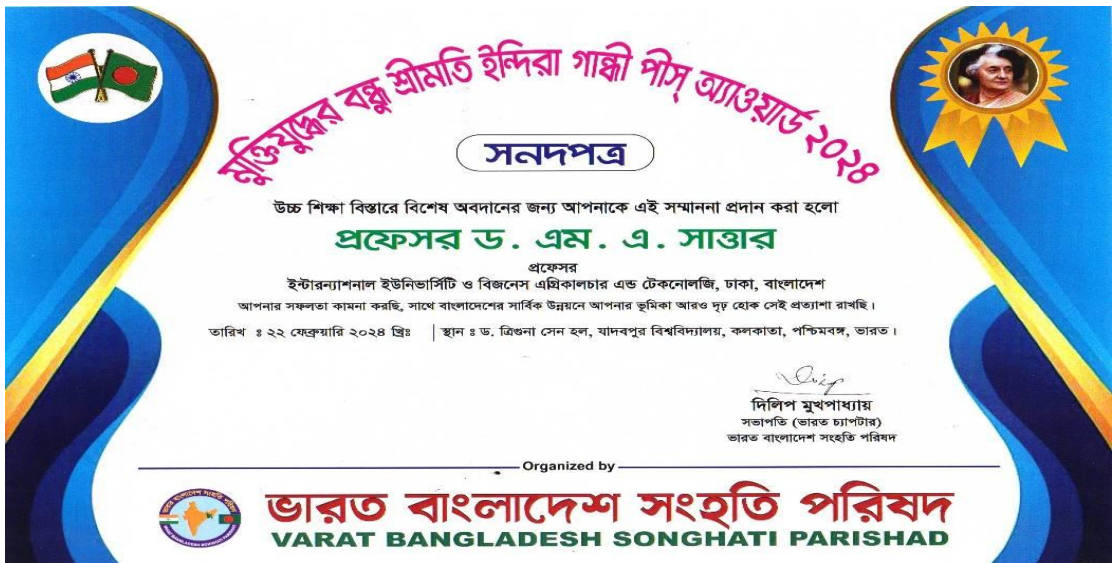 মুক্তিযুদ্ধের বন্ধু শ্রীমতি ইন্দিরা গান্ধী পীস্ অ্যাওয়ার্ড ২০২৪
সনদপত্র
উচ্চ শিক্ষা বিস্তারে বিশেষ অবদানের জন্য আপনাকে এই সম্মাননা প্রদান করা হলো
প্রফেসর ড. এম. এ. সাত্তার
প্রফেসর
ইন্টারন্যাশনাল ইউনিভার্সিটি ও বিজনেস এগ্রিকালচার এন্ড টেকনোলজি, ঢাকা, বাংলাদেশ
আপনার সফলতা কামনা করছি, সাথে বাংলাদেশের সার্বিক উন্নয়নে আপনার ভূমিকা আরও দৃঢ় হোক সেই প্রত্যাশা রাখছি।
তারিখ : ২২ ফেব্রুয়ারি ২০২৪ খ্রিঃ | স্থান : ড. ত্রিগুনা সেন হল, যাদবপুর বিশ্ববিদ্যালয়, কলকাতা, পশ্চিমবঙ্গ, ভারত।
দিলিপ মুখপাধ্যায়
সভাপতি (ভারত চ্যাপটার)
ভারত বাংলাদেশ সংহতি পরিষদ
Organized by
ভারত বাংলাদেশ সংহতি পরিষদ
VARAT BANGLADESH SONGHATI PARISHAD